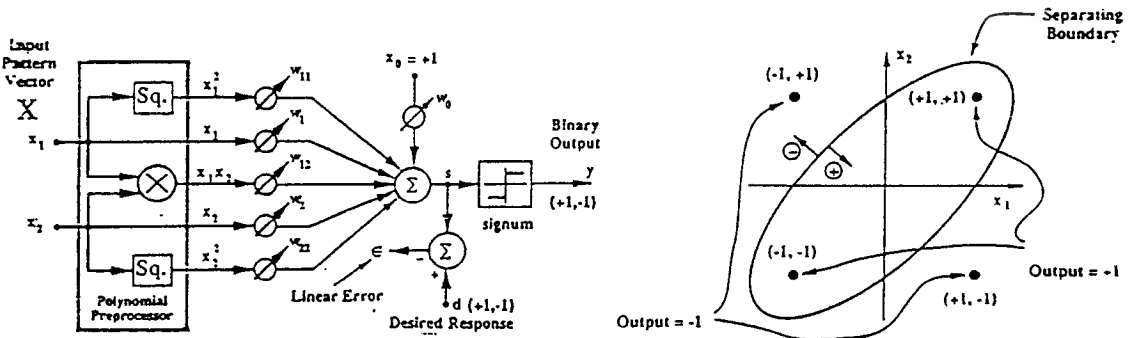 Input
Pattern
Vector
X
x₁
x₂
Sq.
Sq.
Polynomial
Preprocessor
x₁²
x₁
x₁x₂
x₂
x₂²
w₁₁
w₁
w₁₂
w₂
w₂₂
x₀ = +1
w₀
Σ
s
signum
Binary
Output
y
(+1,-1)
Σ
-
+
∈
Linear Error
d (+1,-1)
Desired Response
Separating
Boundary
x₂
(-1,+1)
(+1,+1)
-
+
x₁
(-1,-1)
(+1,-1)
Output = +1
Output = -1